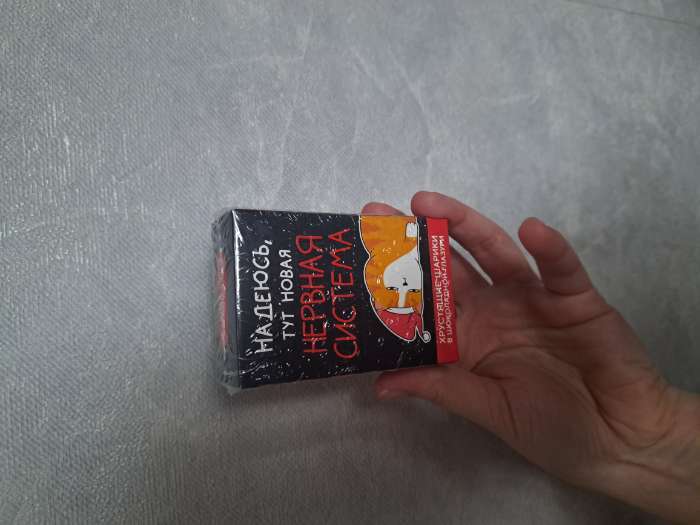 НАДЕЮСЬ,
ТУТ НОВАЯ
НЕРВНАЯ
СИСТЕМА
ХРУСТЯЩИЕ ШАРИКИ
В ШОКОЛАДНОЙ ГЛАЗУРИ